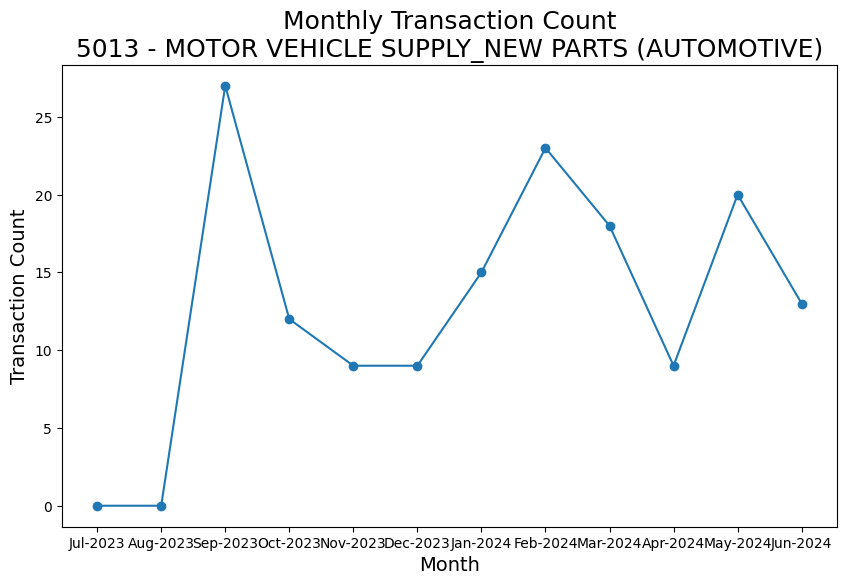 Monthly Transaction Count
5013 - MOTOR VEHICLE SUPPLY_NEW PARTS (AUTOMOTIVE)
Transaction Count
25
20
15
10
5
0
Jul-2023 Aug-2023 Sep-2023 Oct-2023 Nov-2023 Dec-2023 Jan-2024 Feb-2024 Mar-2024 Apr-2024 May-2024 Jun-2024
Month